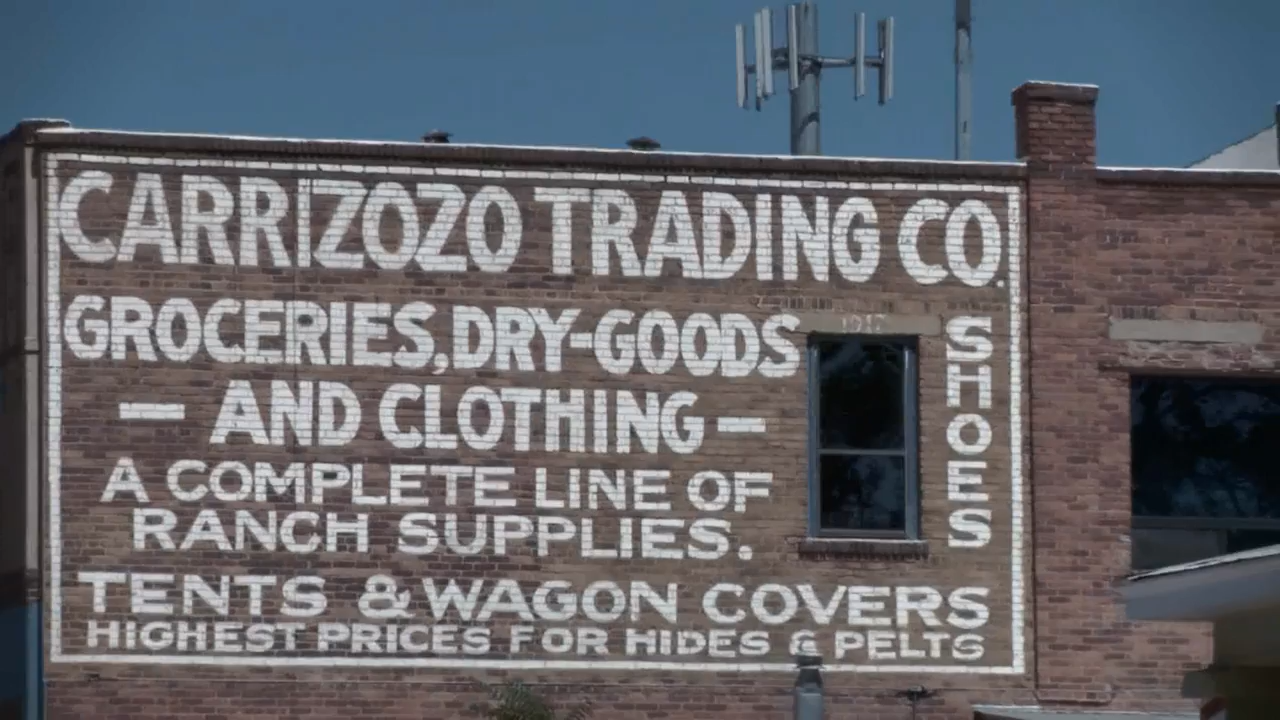 CARRIZOZO TRADING CO.
GROCERIES, DRY-GOODS
— AND CLOTHING —
A COMPLETE LINE OF
RANCH SUPPLIES.
TENTS & WAGON COVERS
HIGHEST PRICES FOR HIDES & PELTS
SHOES